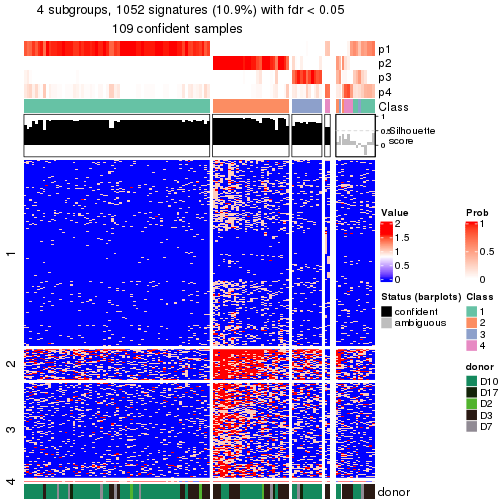 4 subgroups, 1052 signatures (10.9%) with fdr < 0.05
109 confident samples
p1
p2
p3
p4
Class
1
0.5
0
Silhouette
score
1
2
3
4
donor
Value
2
1.5
1
0.5
0
Prob
1
0.5
0
Status (barplots)
confident
ambiguous
Class
1
2
3
4
donor
D10
D17
D2
D3
D7